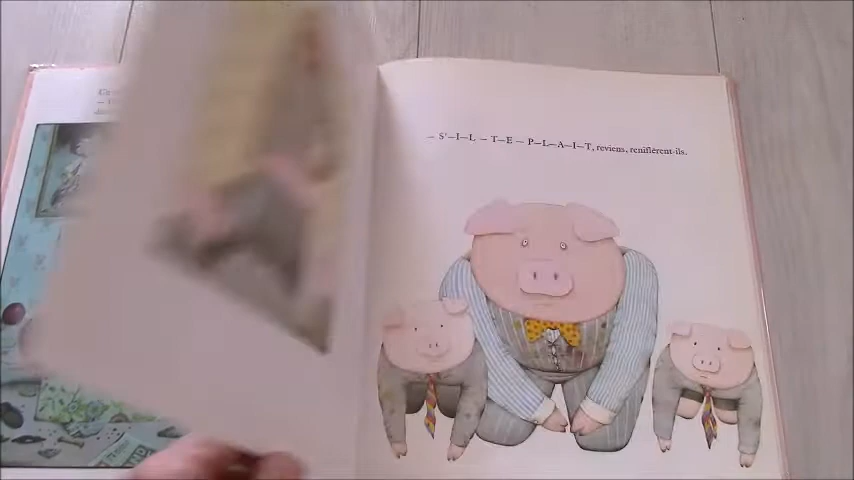 — S'—I—L — T—E — P—L—A—I—T, reviens, reniflèrent-ils.